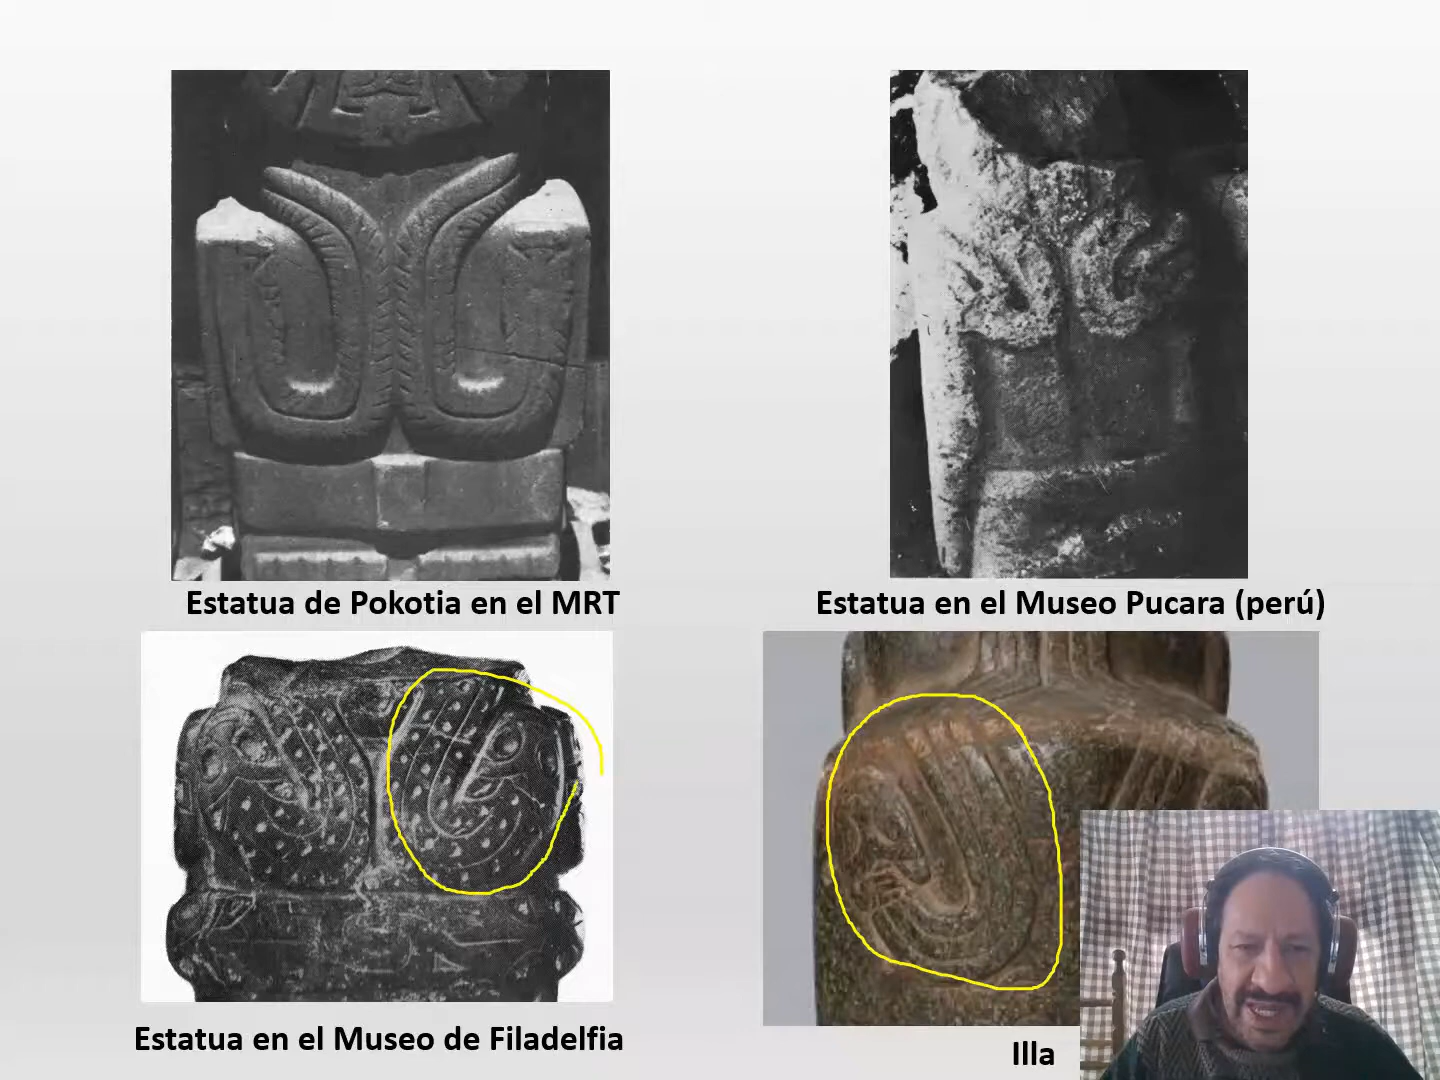 Estatua de Pokotia en el MRT
Estatua en el Museo Pucara (perú)
Estatua en el Museo de Filadelfia
Illa